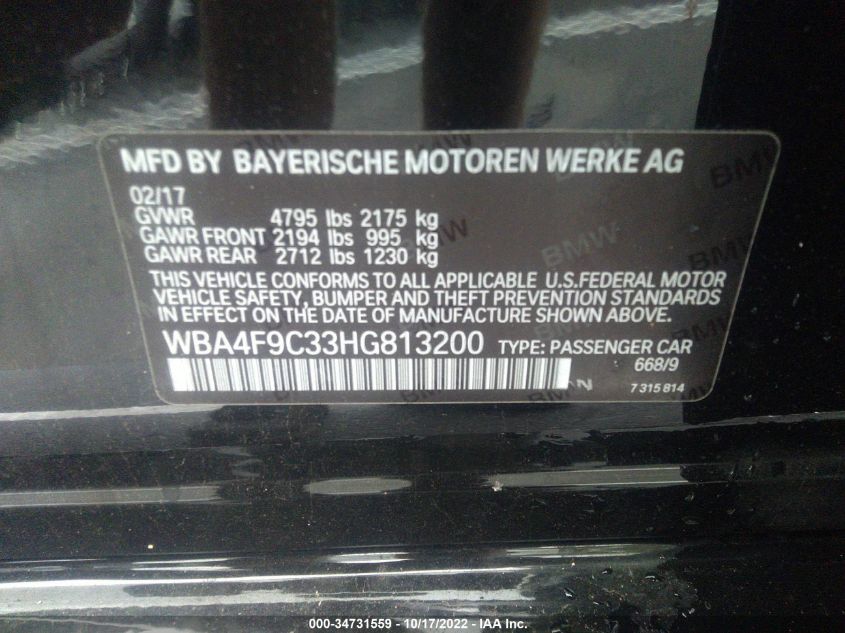 MFD BY BAYERISCHE MOTOREN WERKE AG
02/17
GVWR 4795 lbs 2175 kg
GAWR FRONT 2194 lbs 995 kg
GAWR REAR 2712 lbs 1230 kg
THIS VEHICLE CONFORMS TO ALL APPLICABLE U.S.FEDERAL MOTOR
VEHICLE SAFETY, BUMPER AND THEFT PREVENTION STANDARDS
IN EFFECT ON THE DATE OF MANUFACTURE SHOWN ABOVE.
WBA4F9C33HG813200 TYPE: PASSENGER CAR
668/9
7 315 814
000-34731559 - 10/17/2022 - IAA Inc.